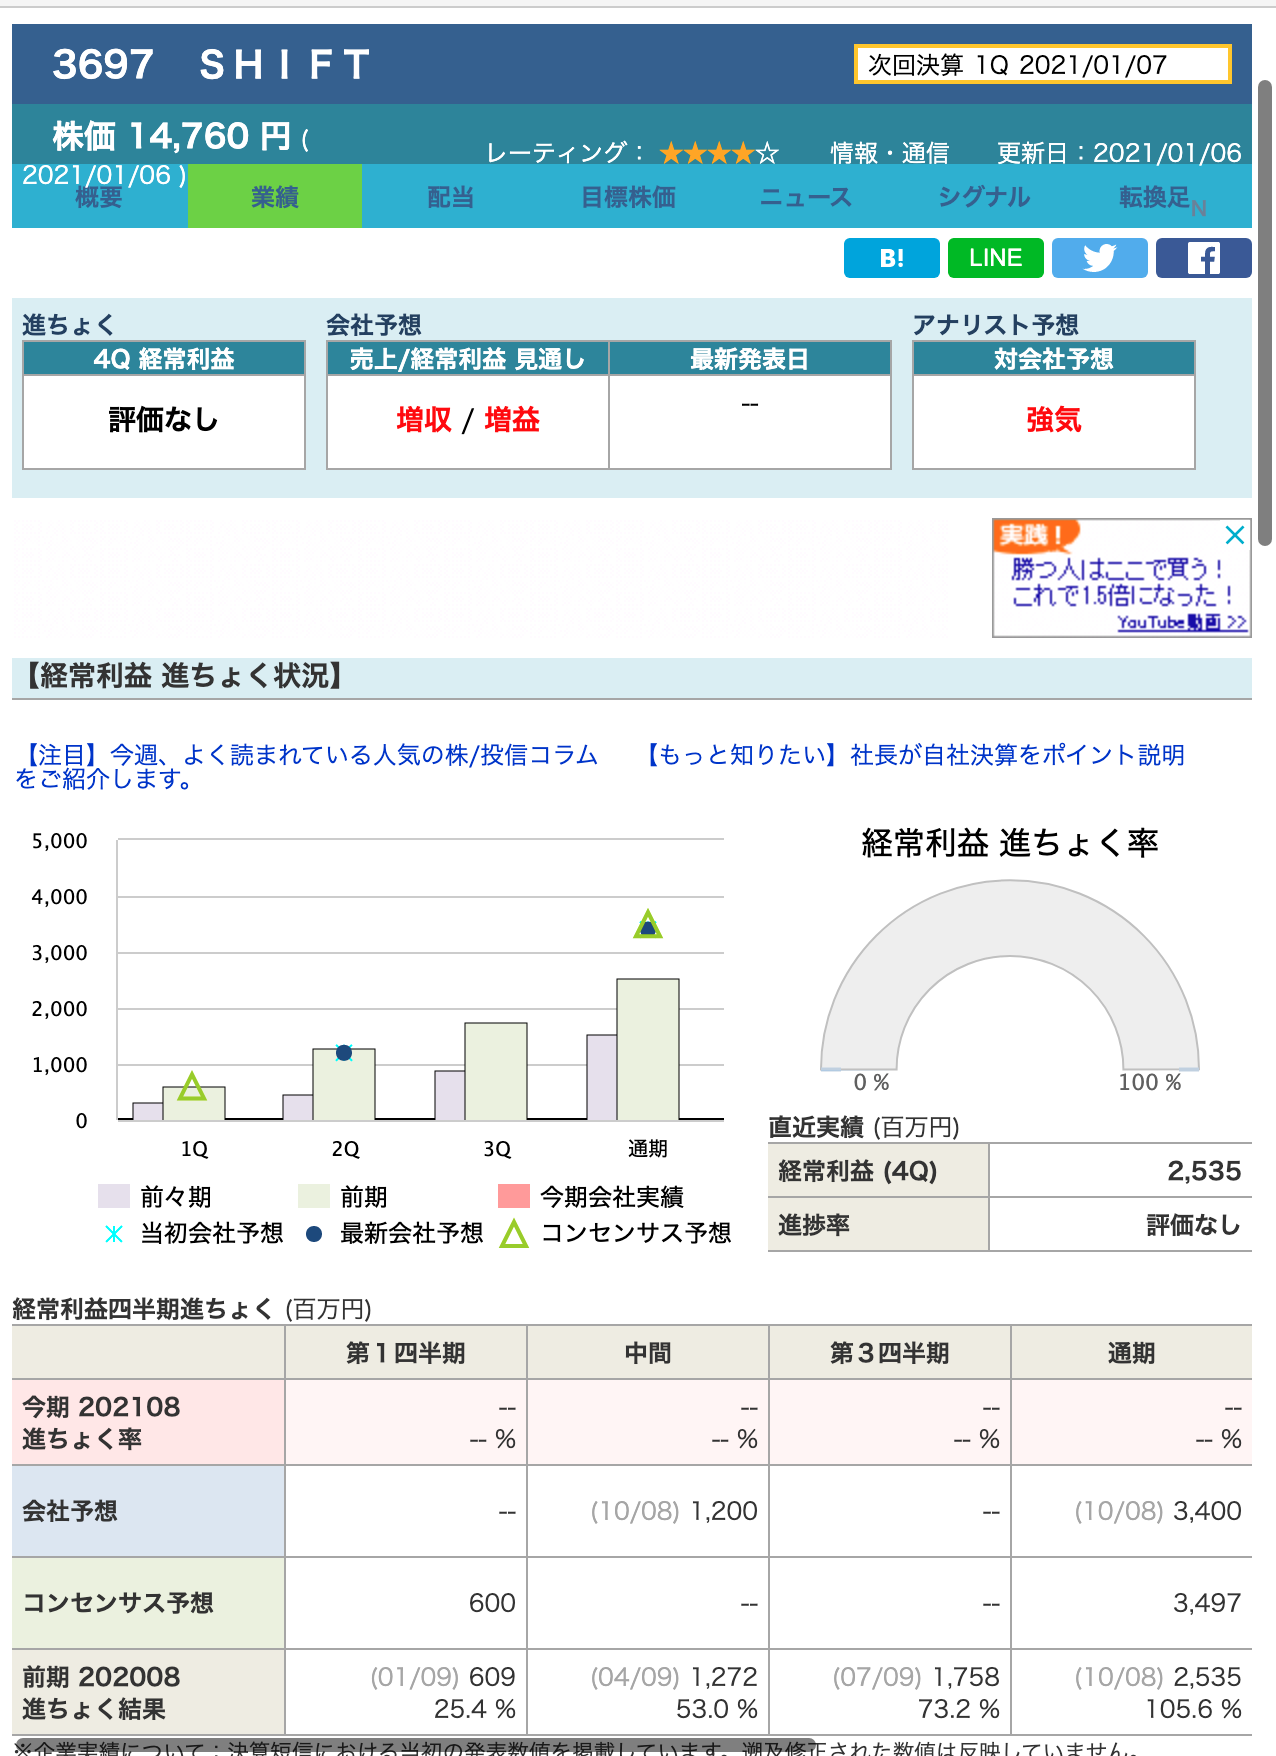 3697　ＳＨＩＦＴ
次回決算 1Q 2021/01/07
株価 14,760 円 (
2021/01/06 )
レーティング： ★★★★☆
情報・通信
更新日：2021/01/06
概要
業績
配当
目標株価
ニュース
シグナル
転換足N
B!
LINE
進ちょく
4Q 経常利益
評価なし
会社予想
売上/経常利益 見通し
最新発表日
増収 / 増益
--
アナリスト予想
対会社予想
強気
実践！
勝つ人はここで買う！
これで1.5倍になった！
YouTube動画 >>
【経常利益 進ちょく状況】
【注目】今週、よく読まれている人気の株/投信コラム
をご紹介します。
【もっと知りたい】社長が自社決算をポイント説明
5,000
4,000
3,000
2,000
1,000
0
1Q
2Q
3Q
通期
前々期
前期
今期会社実績
当初会社予想
最新会社予想
コンセンサス予想
経常利益 進ちょく率
0 %
100 %
直近実績 (百万円)
経常利益 (4Q) 2,535
進捗率 評価なし
経常利益四半期進ちょく (百万円)
第１四半期 中間 第３四半期 通期
今期 202108 -- -- -- --
進ちょく率 -- % -- % -- % -- %
会社予想 -- (10/08) 1,200 -- (10/08) 3,400
コンセンサス予想 600 -- -- 3,497
前期 202008 (01/09) 609 (04/09) 1,272 (07/09) 1,758 (10/08) 2,535
進ちょく結果 25.4 % 53.0 % 73.2 % 105.6 %
※企業実績について：決算短信における当初の発表数値を掲載しています。遡及修正された数値は反映していません。